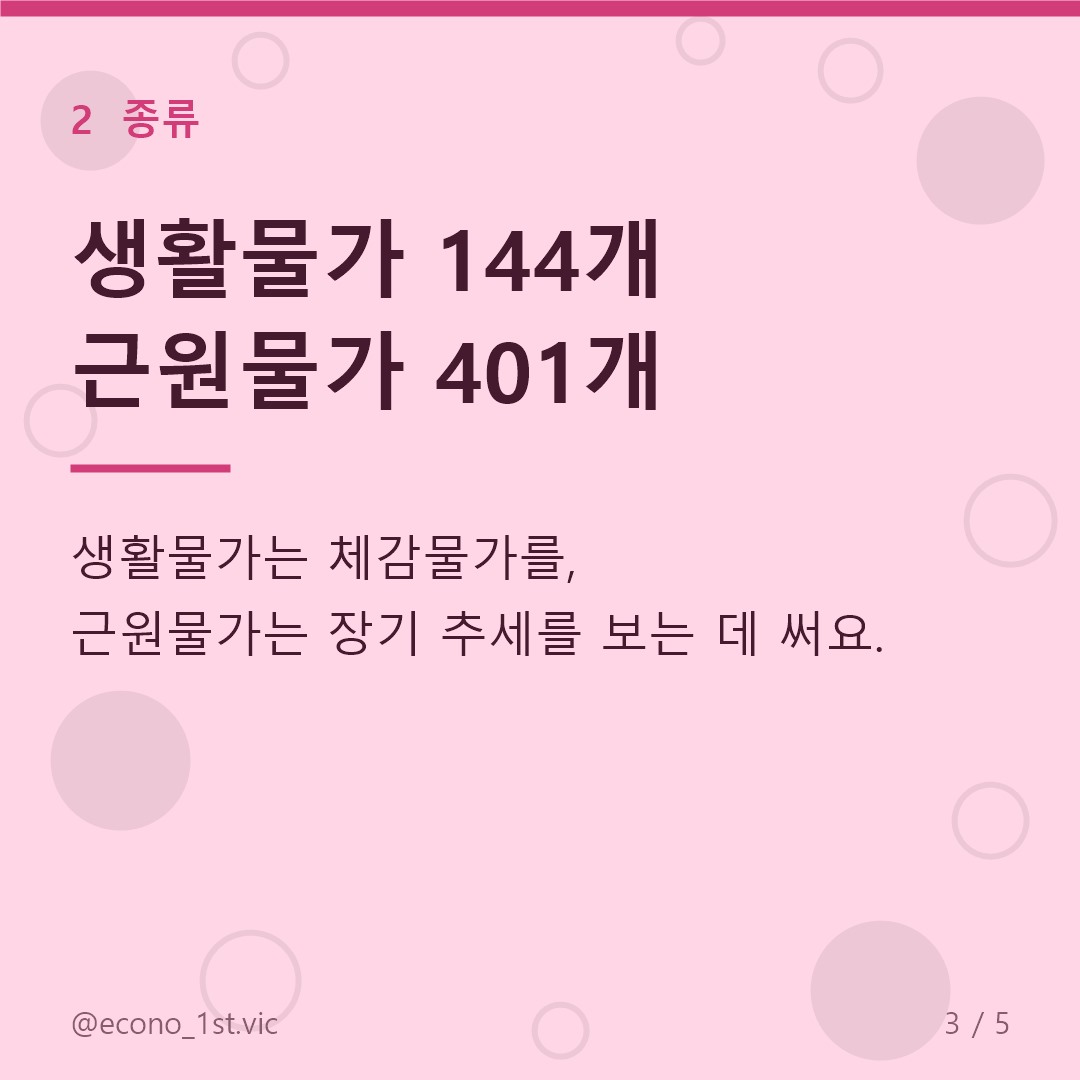 2 종류
생활물가 144개
근원물가 401개
생활물가는 체감물가를,
근원물가는 장기 추세를 보는 데 써요.
@econo_1st.vic
3 / 5